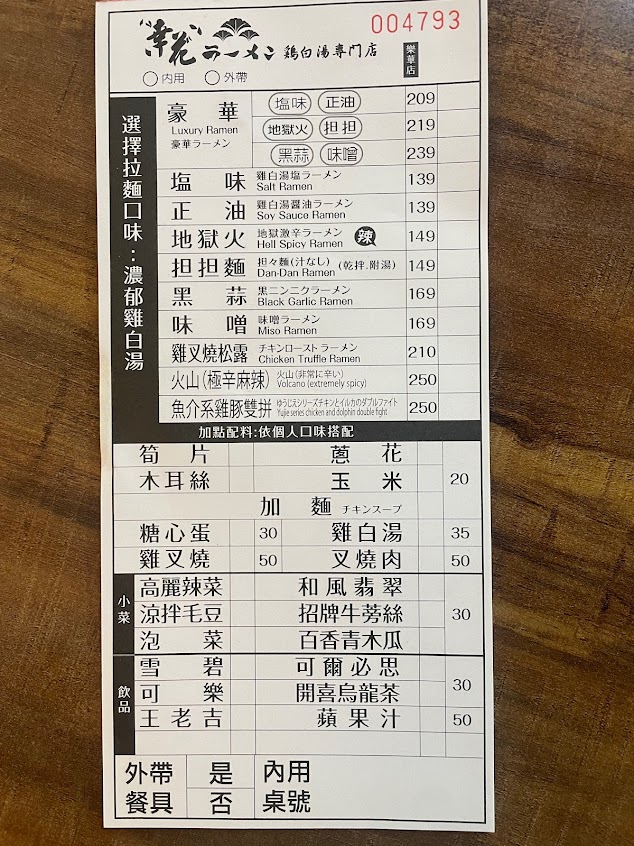 004793
幸花ラーメン 鶏白湯専門店 樂華店
内用 外帶
選擇拉麵口味:濃郁雞白湯
豪華 塩味 正油 209
Luxury Ramen 地獄火 担担 219
豪華ラーメン 黑蒜 味噌 239
塩味 雞白湯塩ラーメン 139
Salt Ramen
正油 雞白湯醬油ラーメン 139
Soy Sauce Ramen
地獄火 地獄激辛ラーメン 辣 149
Hell Spicy Ramen
担担麵 担々麵(汁なし) (乾拌.附湯) 149
Dan-Dan Ramen
黑蒜 黒ニンニクラーメン 169
Black Garlic Ramen
味噌 味噌ラーメン 169
Miso Ramen
雞叉燒松露 チキンローストラーメン 210
Chicken Truffle Ramen
火山(極辛麻辣) 火山(非常に辛い) 250
Volcano (extremely spicy)
魚介系雞豚雙拼 ゆうじえシリーズチキンとイルカのダブルファイト 250
Yujie series chicken and dolphin double fight
加點配料:依個人口味搭配
筍片 蔥花
木耳絲 玉米 20
加麵 チキンスープ
糖心蛋 30 雞白湯 35
雞叉燒 50 叉燒肉 50
小菜
高麗辣菜 和風翡翠
涼拌毛豆 招牌牛蒡絲 30
泡菜 百香青木瓜
飲品
雪碧 可爾必思
可樂 開喜烏龍茶 30
王老吉 蘋果汁 50
外帶 是 內用
餐具 否 桌號